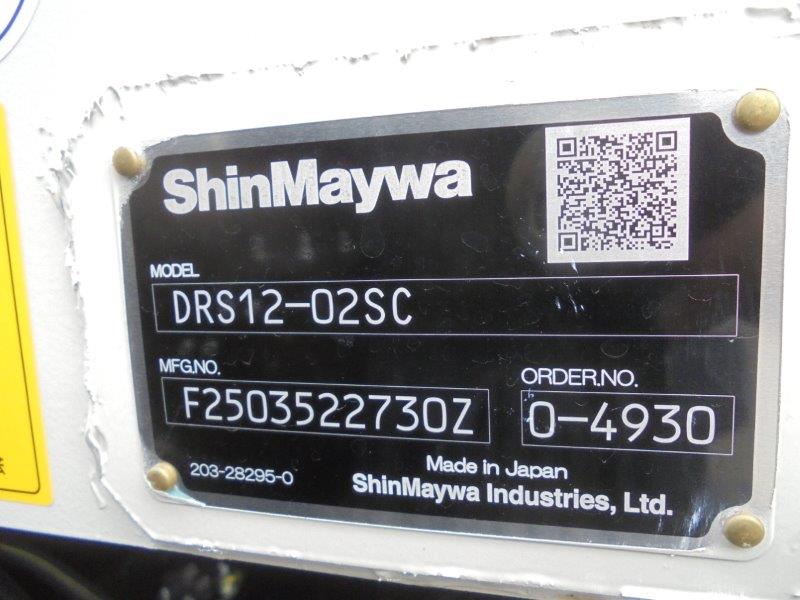 ShinMaywa
MODEL
DRS12-02SC
MFG.NO.
F2503522730Z
ORDER.NO.
0-4930
203-28295-0
Made in Japan
ShinMaywa Industries, Ltd.